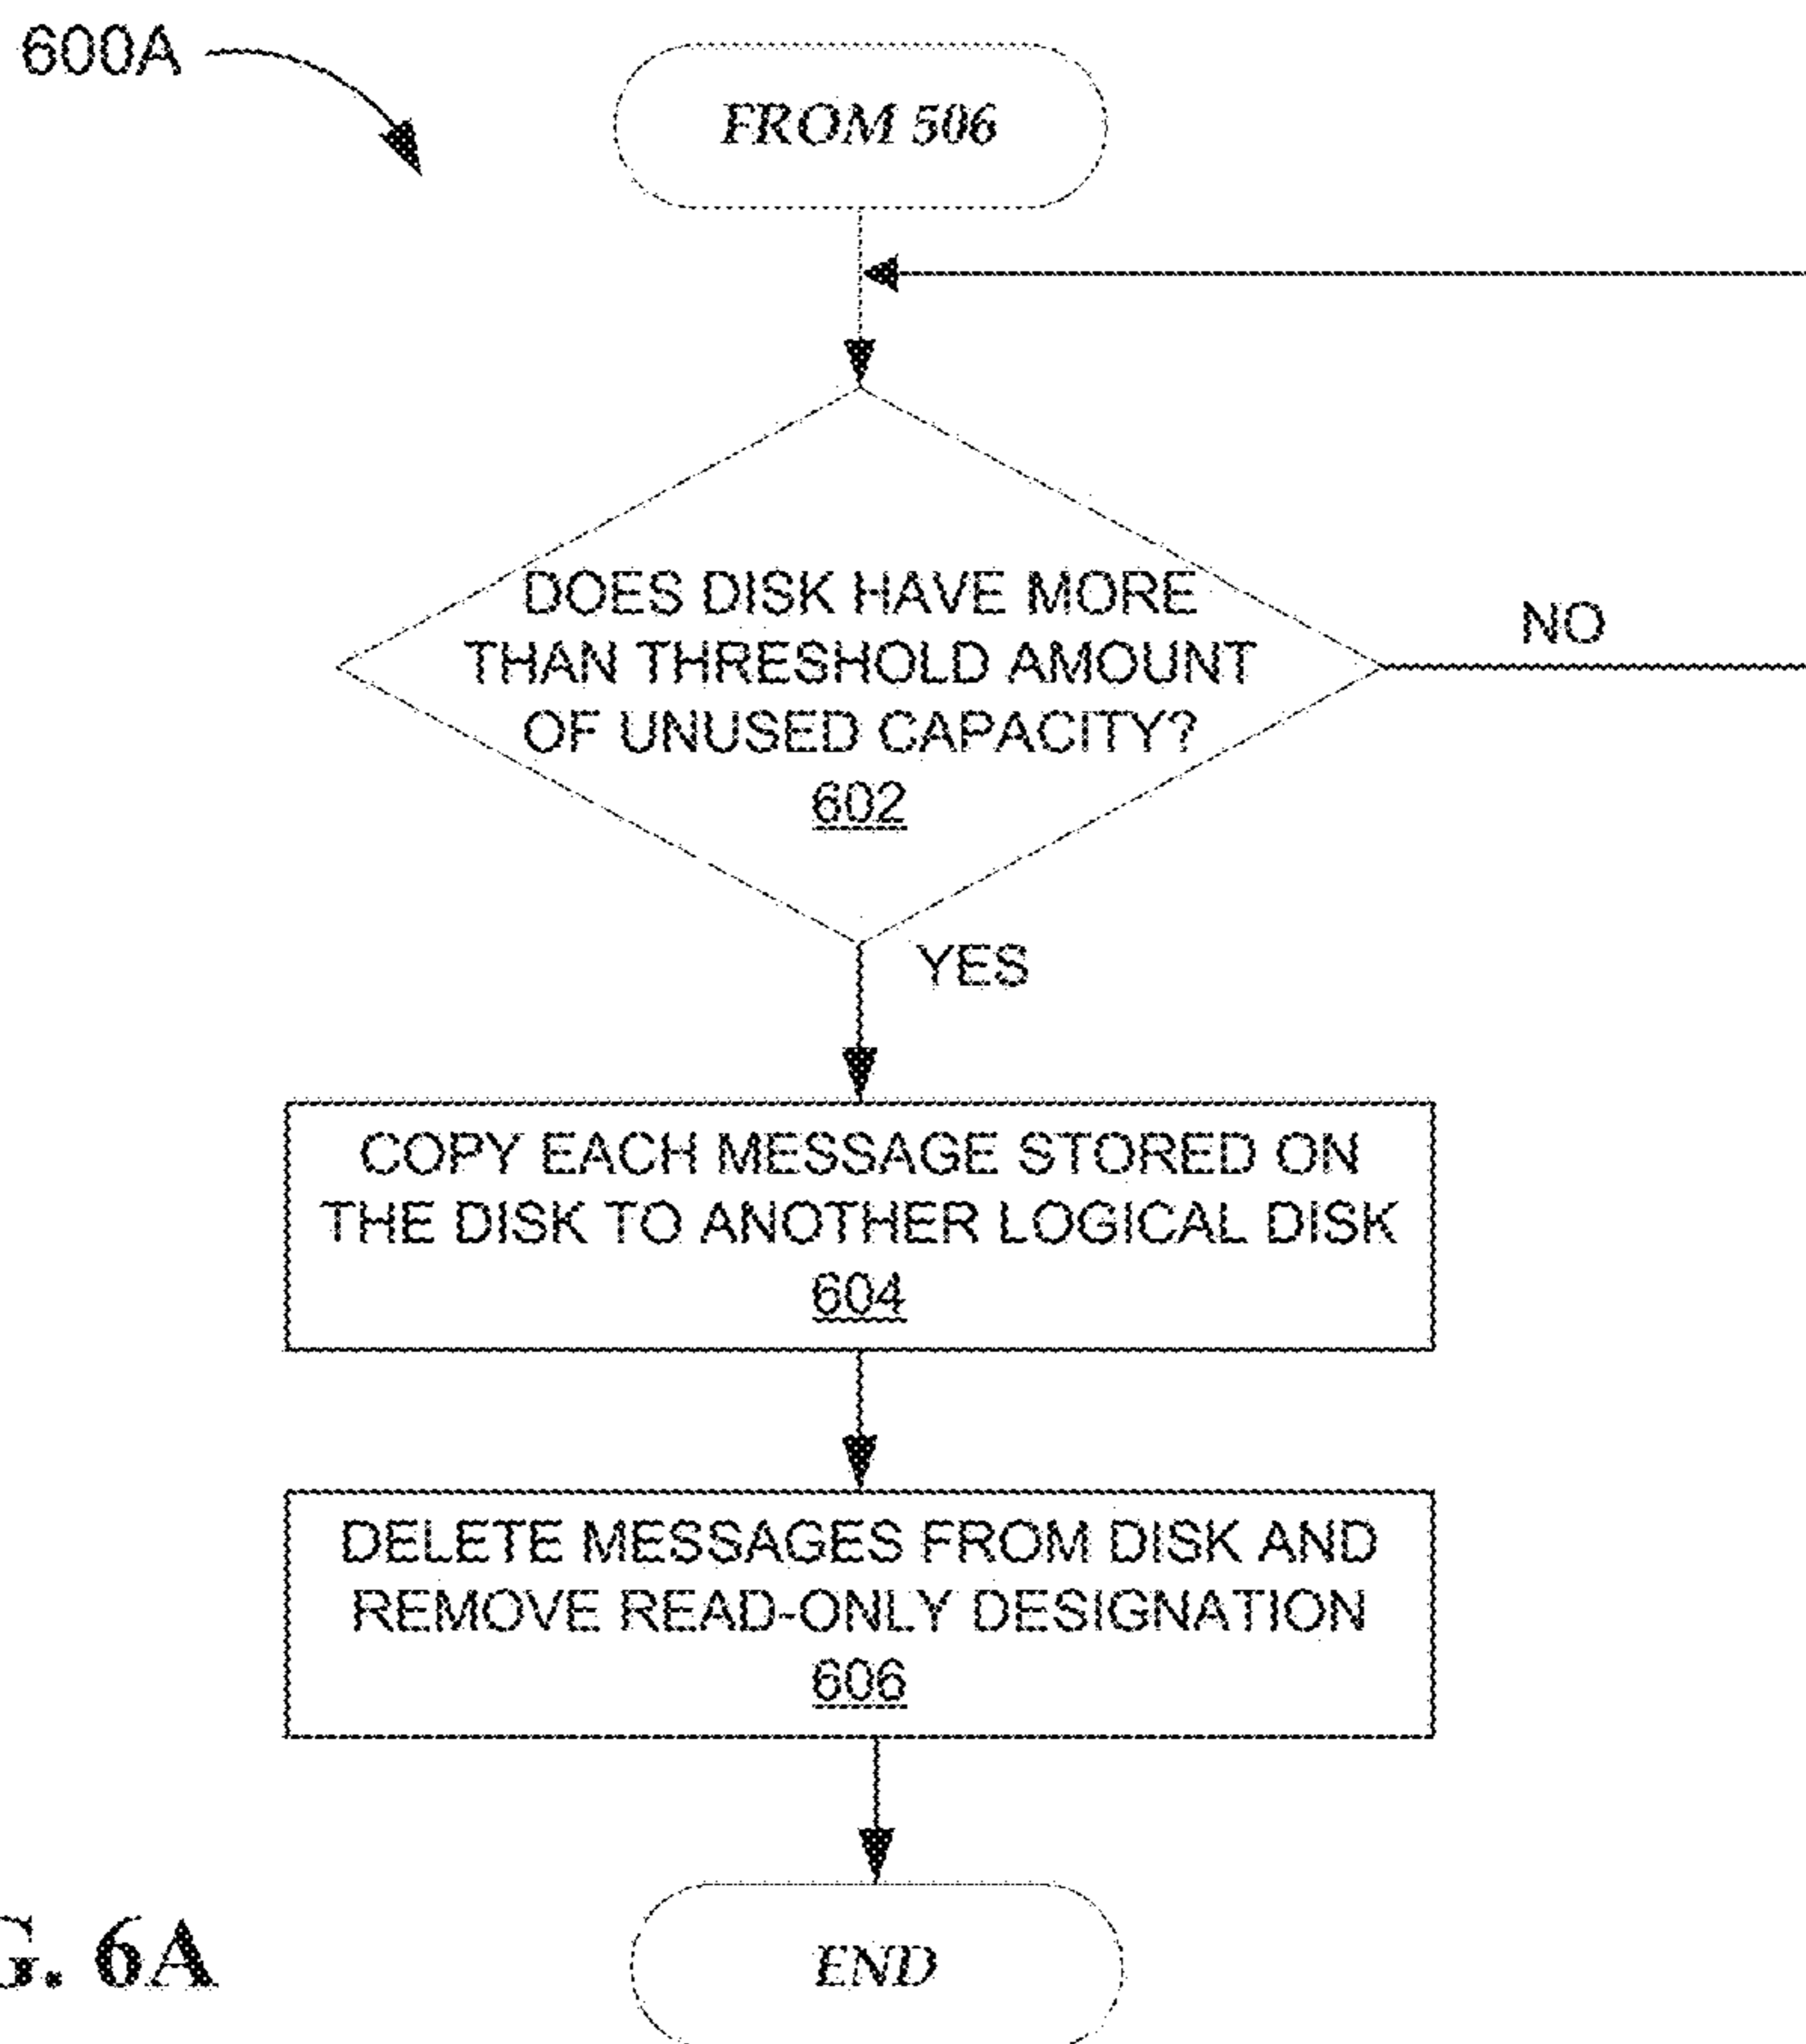 600A
FROM 506
DOES DISK HAVE MORE
THAN THRESHOLD AMOUNT
OF UNUSED CAPACITY?
602
NO
YES
COPY EACH MESSAGE STORED ON
THE DISK TO ANOTHER LOGICAL DISK
604
DELETE MESSAGES FROM DISK AND
REMOVE READ-ONLY DESIGNATION
606
G. 6A
END